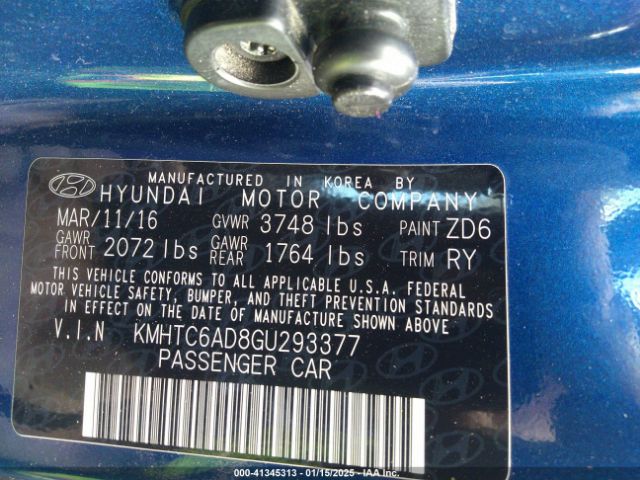 MANUFACTURED IN KOREA BY
HYUNDAI MOTOR COMPANY
MAR/11/16 GVWR 3748 lbs PAINT ZD6
GAWR FRONT 2072 lbs GAWR REAR 1764 lbs TRIM RY
THIS VEHICLE CONFORMS TO ALL APPLICABLE U.S.A. FEDERAL
MOTOR VEHICLE SAFETY, BUMPER, AND THEFT PREVENTION STANDARDS
IN EFFECT ON THE DATE OF MANUFACTURE SHOWN ABOVE
V.I.N KMHTC6AD8GU293377
PASSENGER CAR
000-41345313 - 01/15/2025 - IAA Inc.